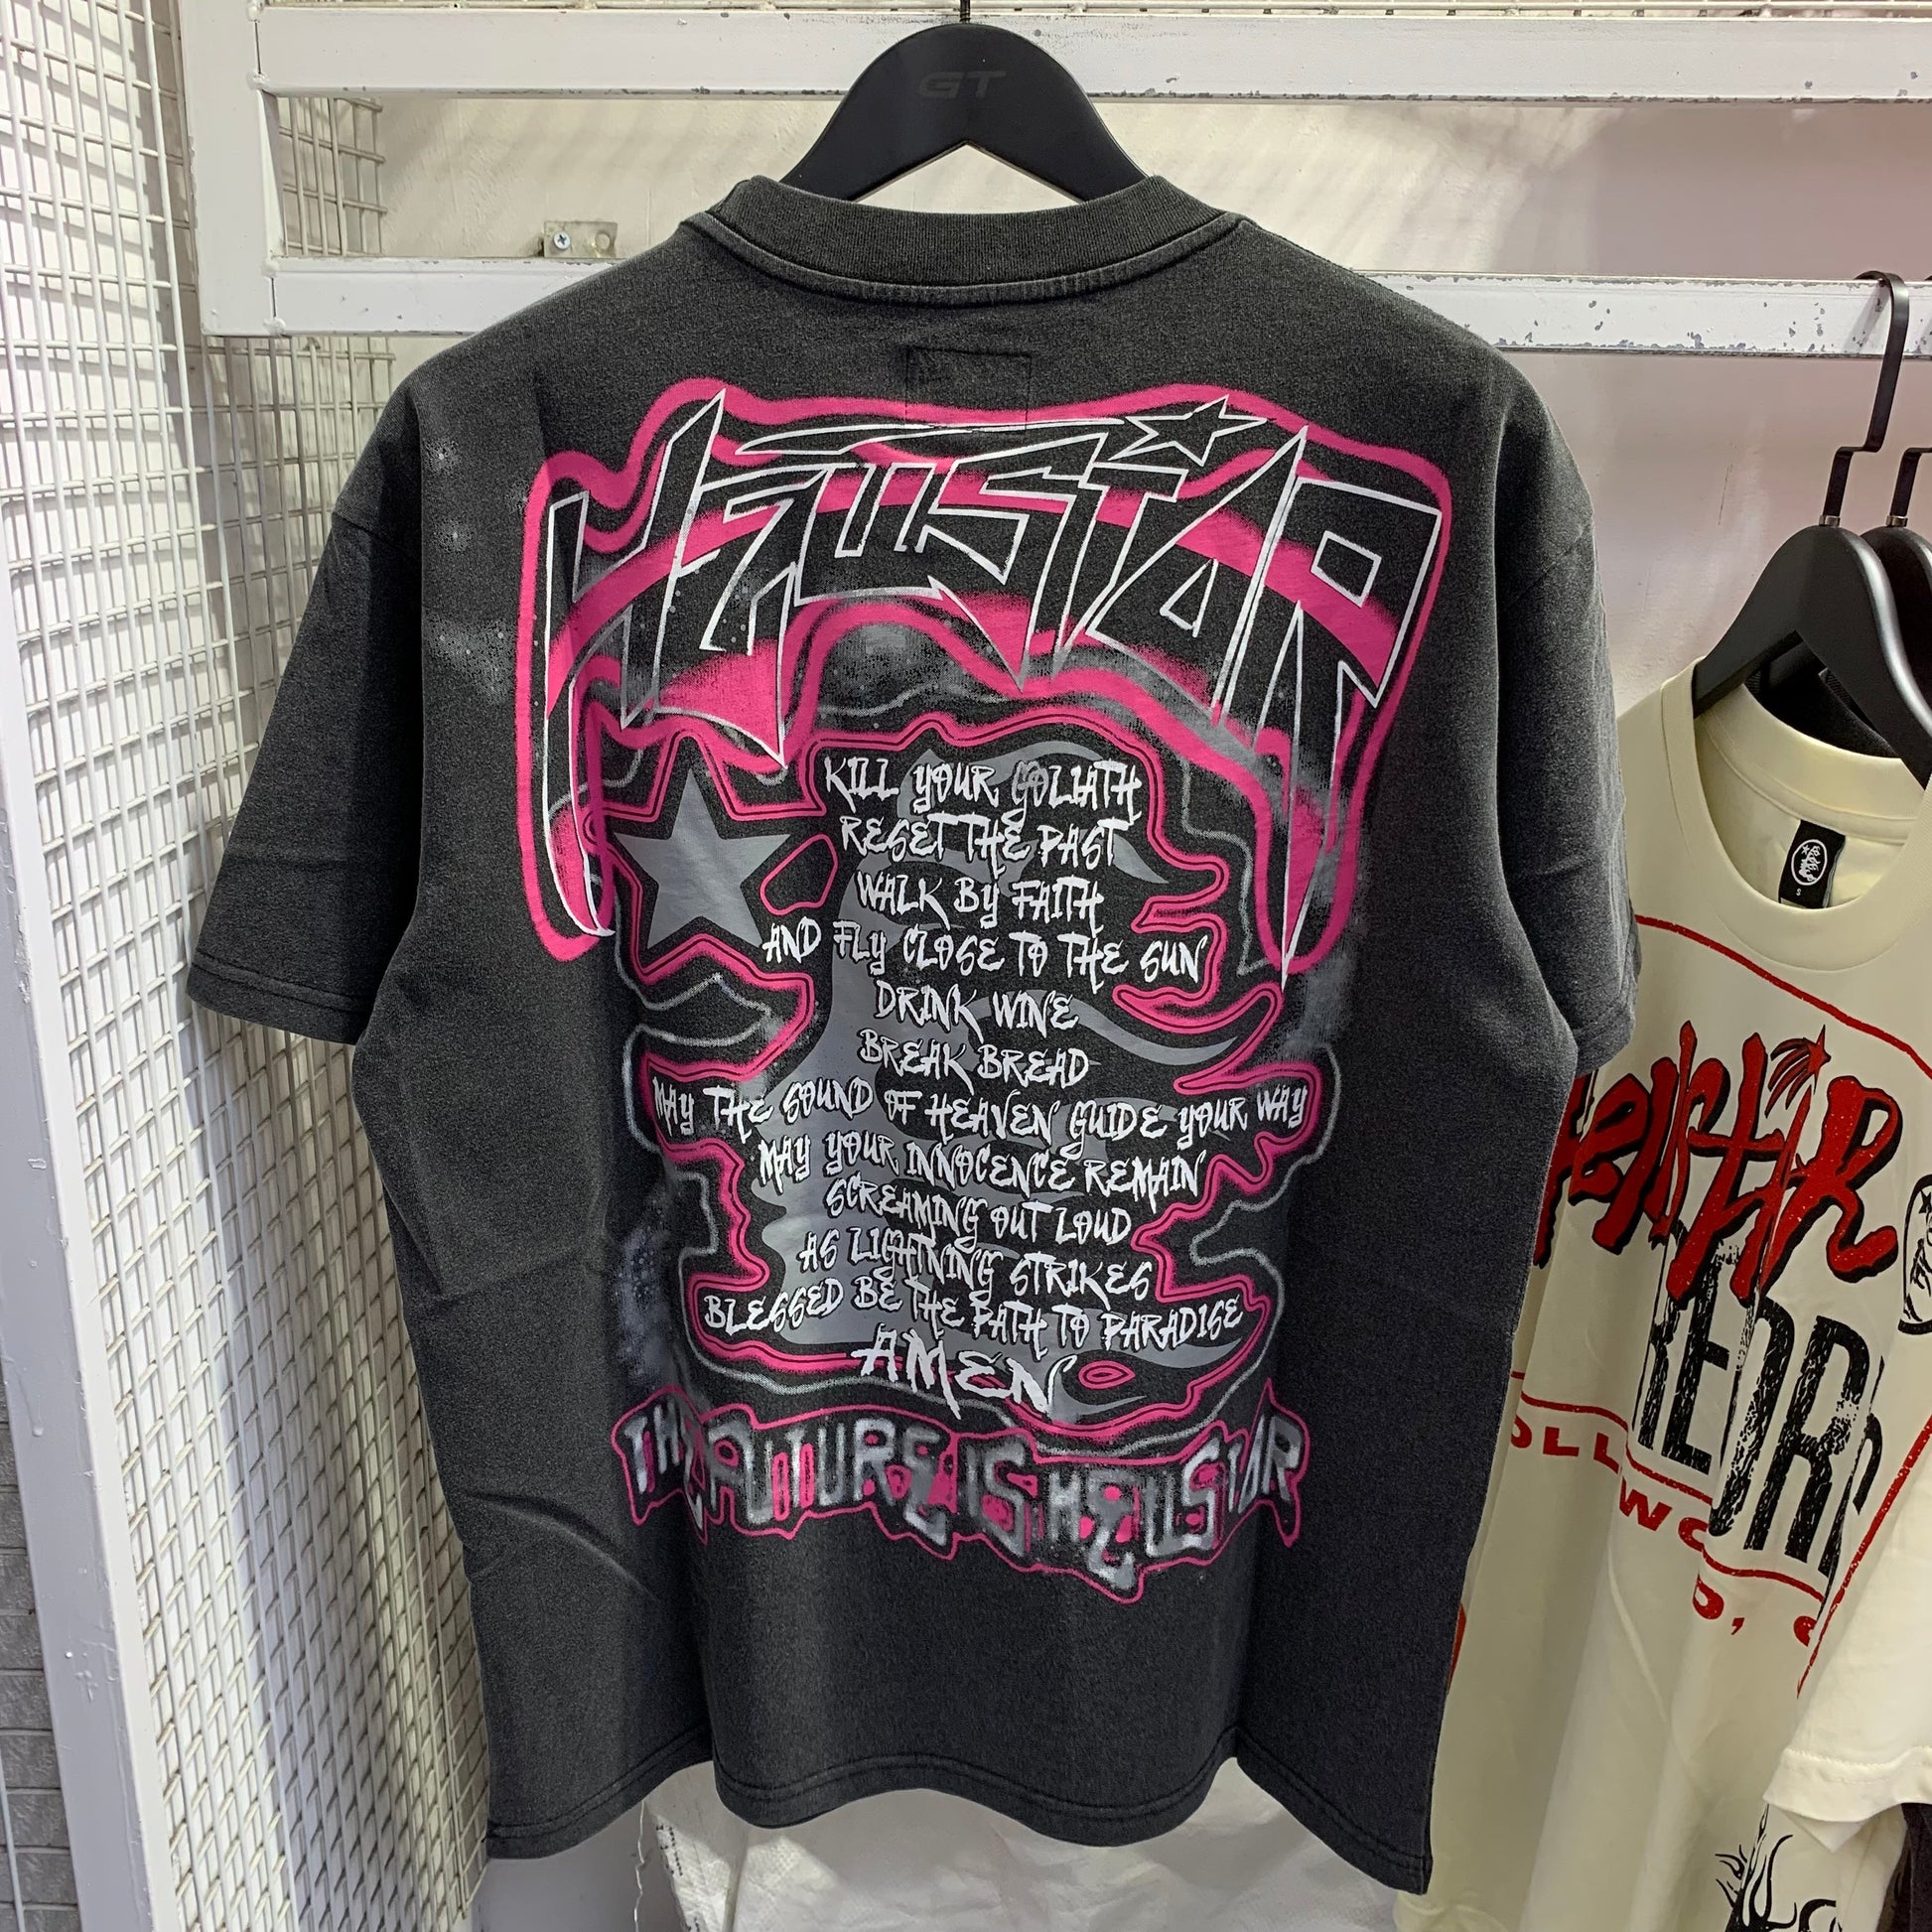 GT
HELLSTAR
KILL YOUR GOLIATH
RESET THE PAST
WALK BY FAITH
AND FLY CLOSE TO THE SUN
DRINK WINE
BREAK BREAD
MAY THE SOUND OF HEAVEN GUIDE YOUR WAY
MAY YOUR INNOCENCE REMAIN
SCREAMING OUT LOUD
AS LIGHTNING STRIKES
BLESSED BE THE PATH TO PARADISE
AMEN
THE FUTURE IS HELLSTAR
HELLSTAR
S